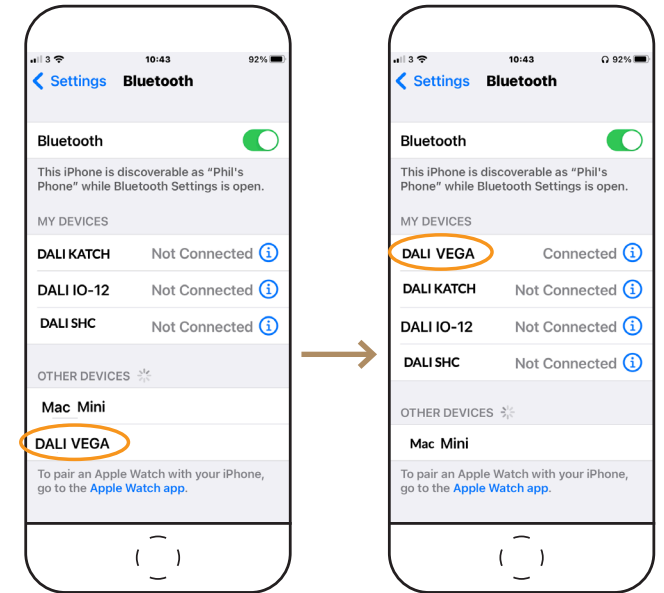 3 10:43 92%
Settings Bluetooth
Bluetooth
This iPhone is discoverable as “Phil's
Phone” while Bluetooth Settings is open.
MY DEVICES
DALI KATCH Not Connected
DALI IO-12 Not Connected
DALI SHC Not Connected
OTHER DEVICES
Mac Mini
DALI VEGA
To pair an Apple Watch with your iPhone,
go to the Apple Watch app.
3 10:43 92%
Settings Bluetooth
Bluetooth
This iPhone is discoverable as “Phil's
Phone” while Bluetooth Settings is open.
MY DEVICES
DALI VEGA Connected
DALI KATCH Not Connected
DALI IO-12 Not Connected
DALI SHC Not Connected
OTHER DEVICES
Mac Mini
To pair an Apple Watch with your iPhone,
go to the Apple Watch app.